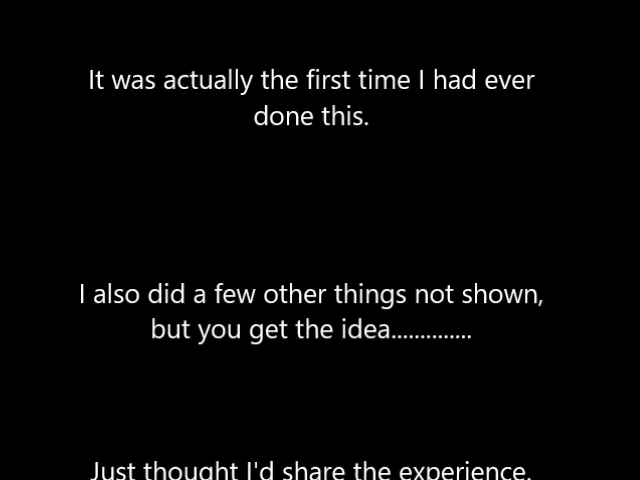 It was actually the first time I had ever
done this.
I also did a few other things not shown,
but you get the idea..............
Just thought I'd share the experience.